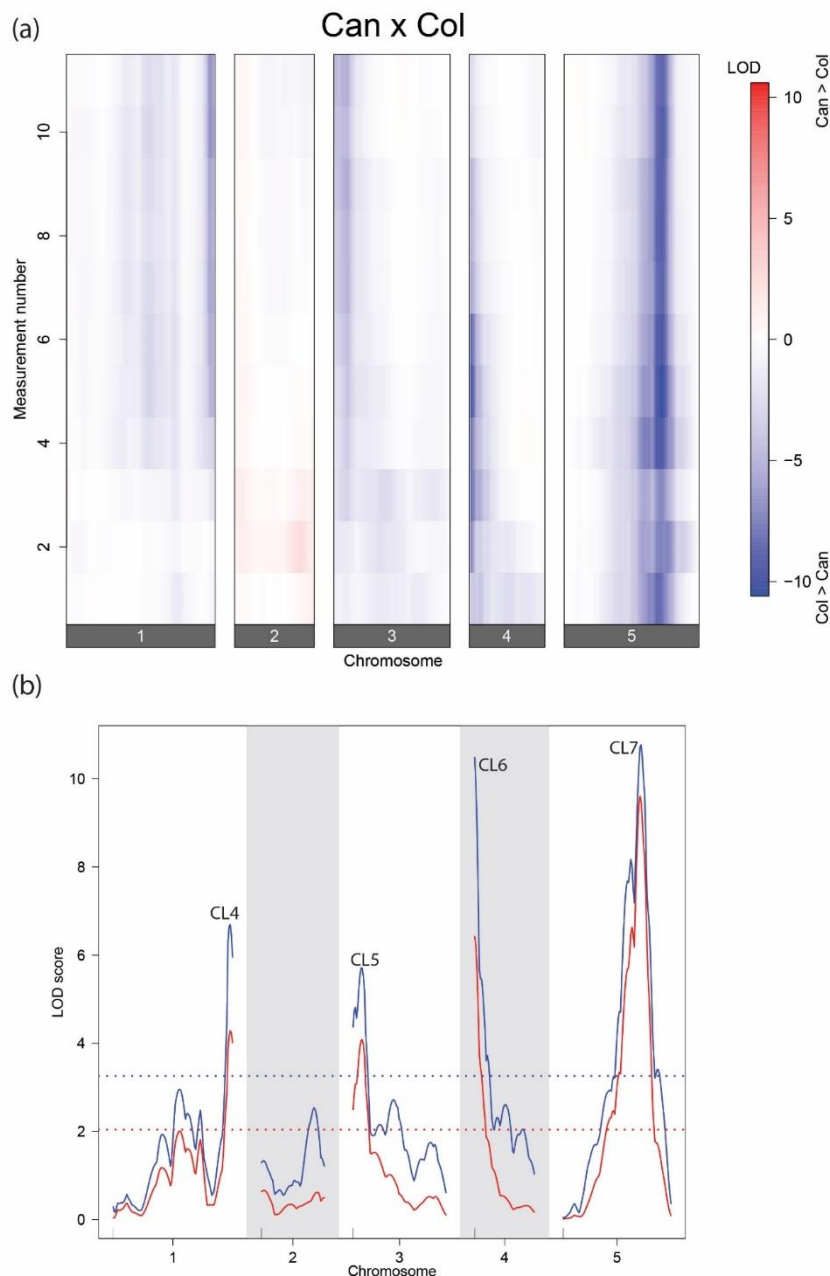 (a)
Can x Col
LOD
Can > Col
10
5
0
−5
−10
Col > Can
Measurement number
10
8
6
4
2
1 2 3 4 5
Chromosome
(b)
LOD score
10
8
6
4
2
0
CL4
CL5
CL6
CL7
1 2 3 4 5
Chromosome